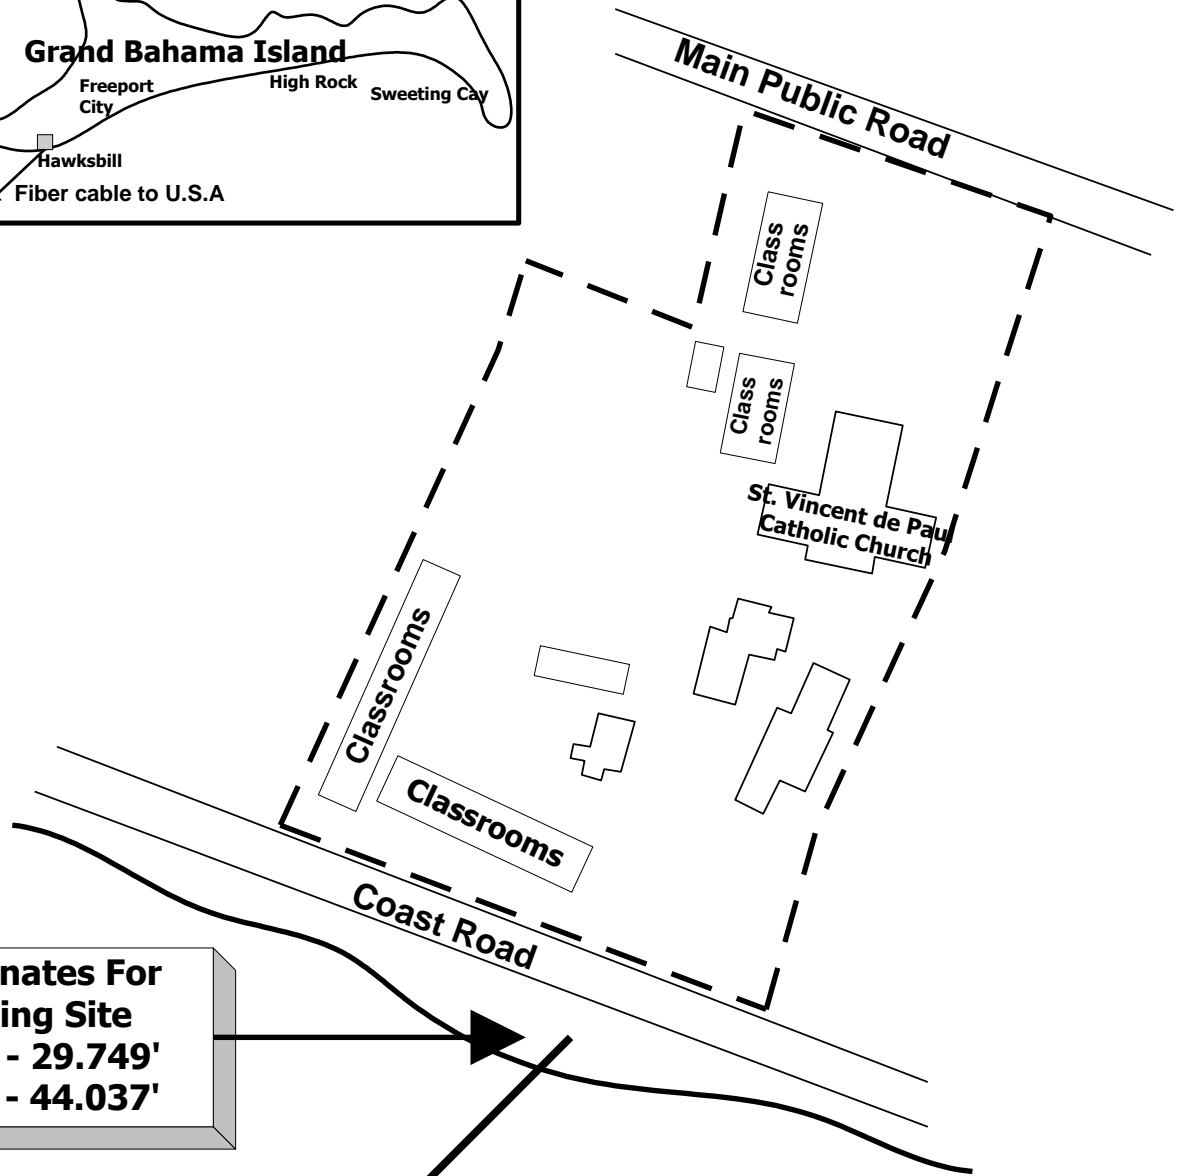 Grand Bahama Island
Freeport
City
High Rock
Sweeting Cay
Hawksbill
Fiber cable to U.S.A
Main Public Road
Class
rooms
Class
rooms
St. Vincent de Paul
Catholic Church
Classrooms
Classrooms
Coast Road
nates For
ing Site
- 29.749'
- 44.037'